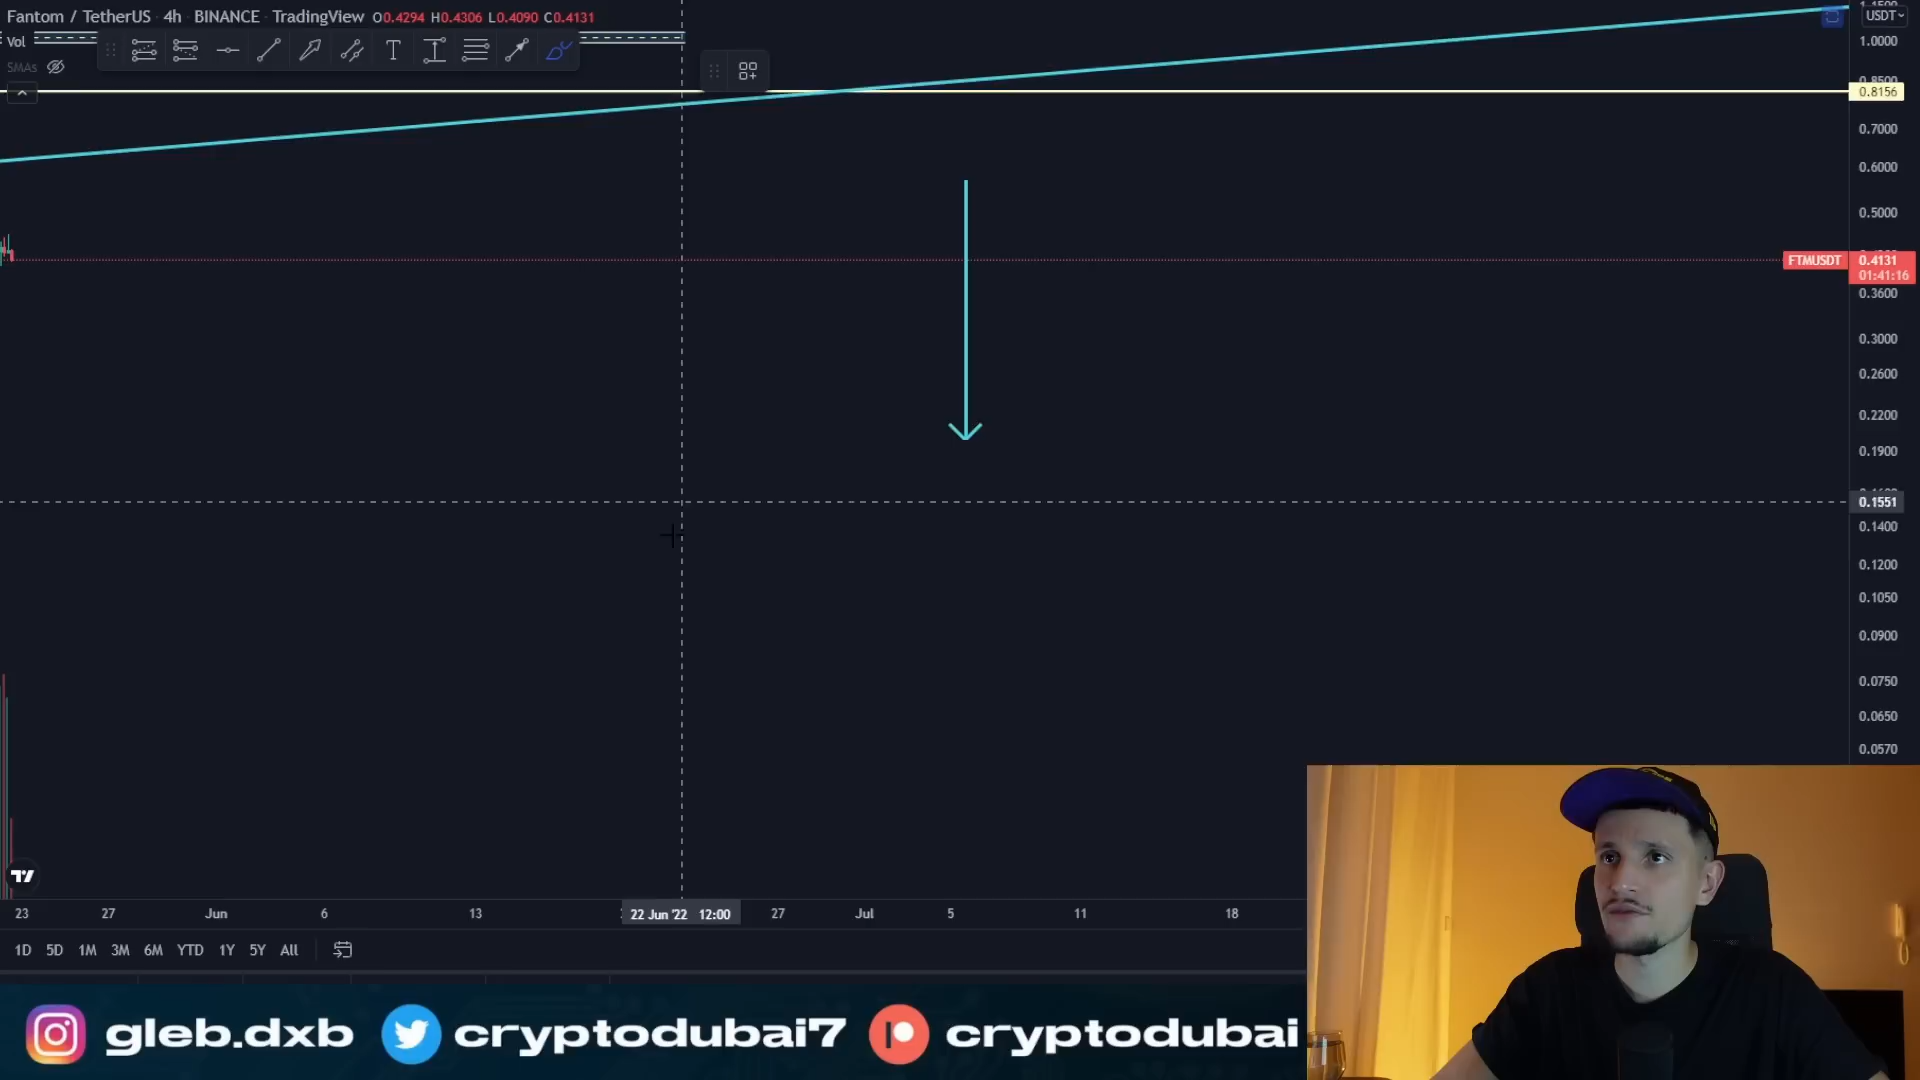 Fantom / TetherUS · 4h · BINANCE · TradingView O0.4294 H0.4306 L0.4090 C0.4131
USDT
Vol
SMAs
1.0000
0.8156
0.7000
0.6000
0.5000
FTMUSDT 0.4131
01:41:16
0.3600
0.3000
0.2600
0.2200
0.1900
0.1551
0.1400
0.1200
0.1050
0.0900
0.0750
0.0650
0.0570
23 27 Jun 6 13 22 Jun '22 12:00 27 Jul 5 11 18
1D 5D 1M 3M 6M YTD 1Y 5Y All
gleb.dxb cryptodubai7 cryptodubai